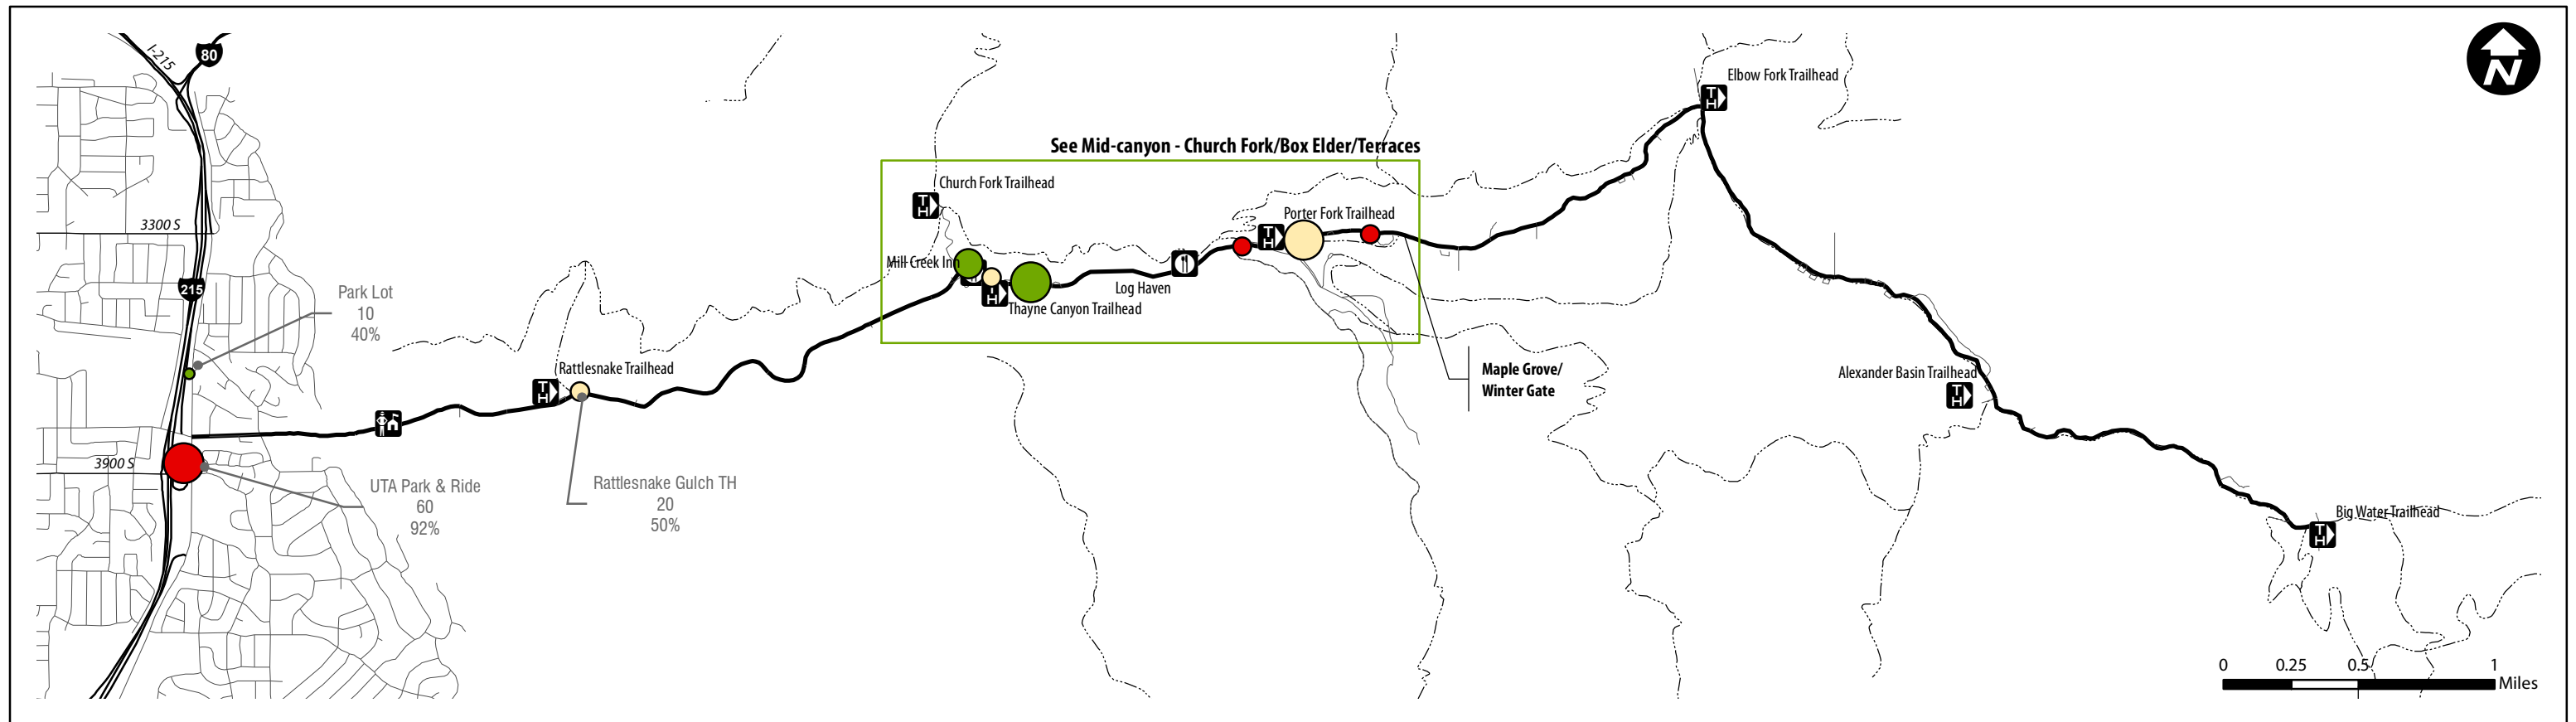 I-215
80
N
Elbow Fork Trailhead
T
H
See Mid-canyon - Church Fork/Box Elder/Terraces
Church Fork Trailhead
T
H
3300 S
Porter Fork Trailhead
T
H
Mill Creek Inn
215
Park Lot
10
40%
T
H
Log Haven
Thayne Canyon Trailhead
Rattlesnake Trailhead
T
H
Maple Grove/
Winter Gate
Alexander Basin Trailhead
T
H
3900 S
UTA Park & Ride
60
92%
Rattlesnake Gulch TH
20
50%
Big Water Trailhead
T
H
0 0.25 0.5 1
Miles